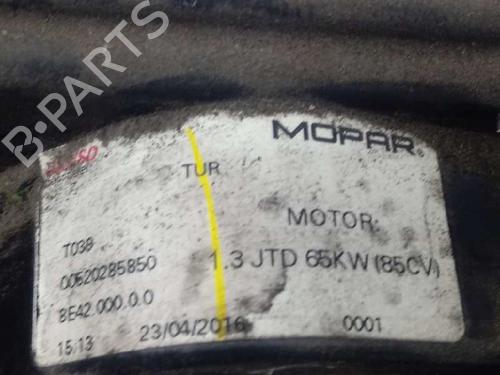 B-PARTS
MOPAR
TUR
MOTOR:
T038
00520285850
1.3 JTD 65KW (85CV)
8E42.000.0.0
15:13 23/04/2016 0001